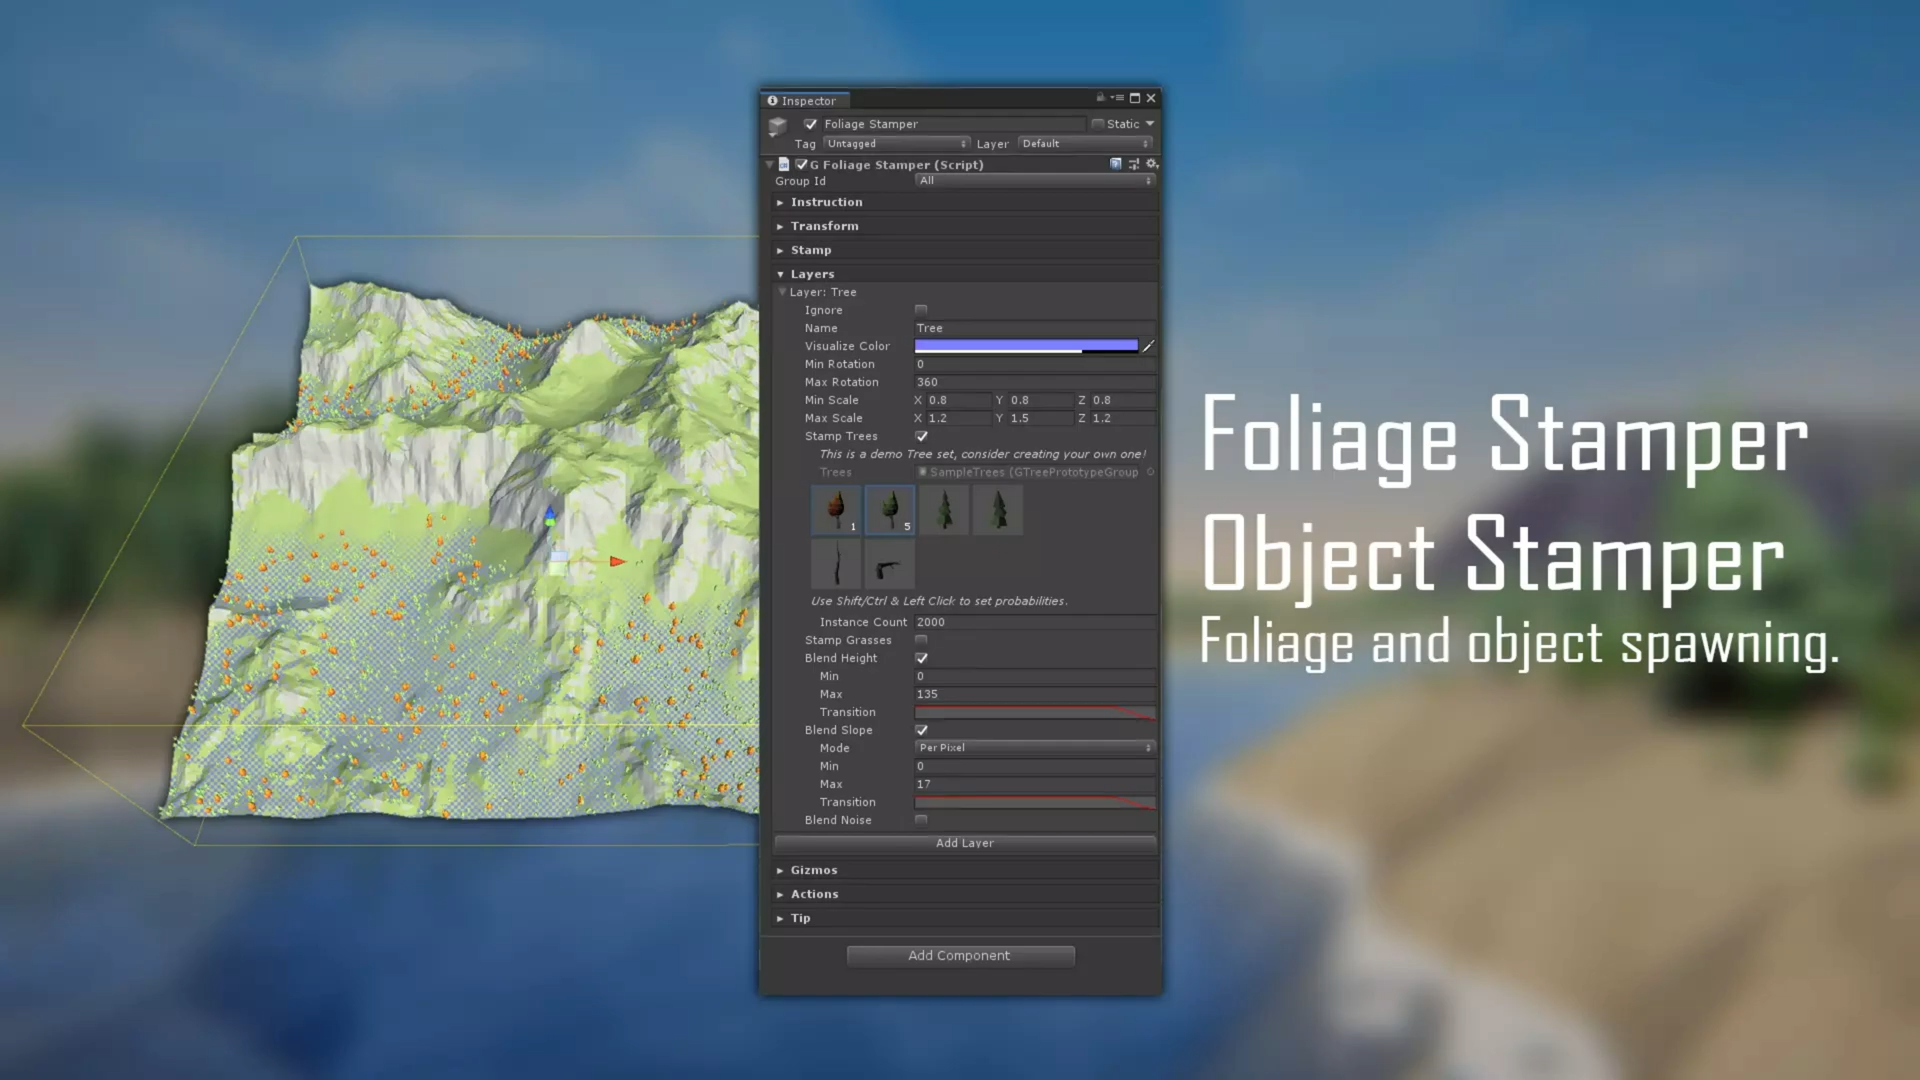 Inspector
Foliage Stamper
Static
Tag Untagged Layer Default
G Foliage Stamper (Script)
Group Id All
Instruction
Transform
Stamp
Layers
Layer: Tree
Ignore
Name Tree
Visualize Color
Min Rotation 0
Max Rotation 360
Min Scale X 0.8 Y 0.8 Z 0.8
Max Scale X 1.2 Y 1.5 Z 1.2
Stamp Trees
This is a demo Tree set, consider creating your own one!
Trees SampleTrees (GTreePrototypeGroup
1 5
Use Shift/Ctrl & Left Click to set probabilities.
Instance Count 2000
Stamp Grasses
Blend Height
Min 0
Max 135
Transition
Blend Slope
Mode Per Pixel
Min 0
Max 17
Transition
Blend Noise
Add Layer
Gizmos
Actions
Tip
Add Component
Foliage Stamper
Object Stamper
Foliage and object spawning.